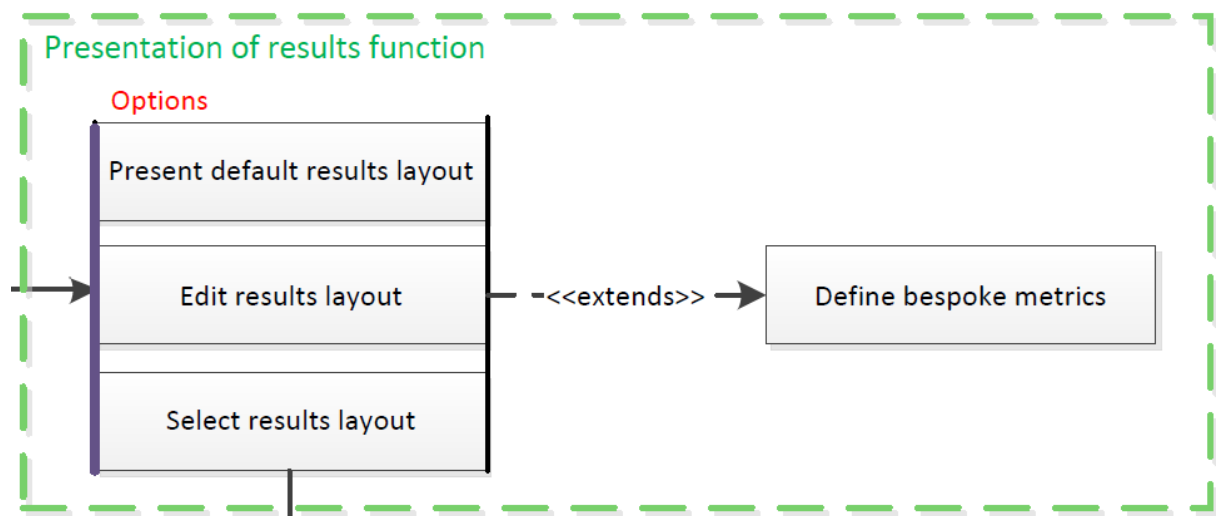 Presentation of results function
Options
Present default results layout
Edit results layout
<<extends>>
Define bespoke metrics
Select results layout